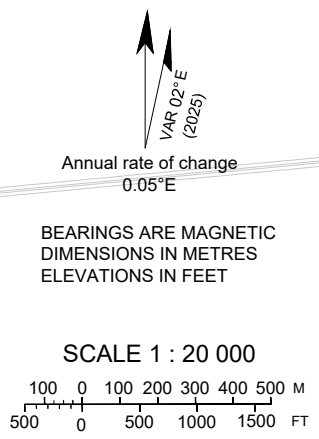 VAR 02° E
(2025)
Annual rate of change
0.05°E
BEARINGS ARE MAGNETIC
DIMENSIONS IN METRES
ELEVATIONS IN FEET
SCALE 1 : 20 000
100 0 100 200 300 400 500 M
500 0 500 1000 1500 FT